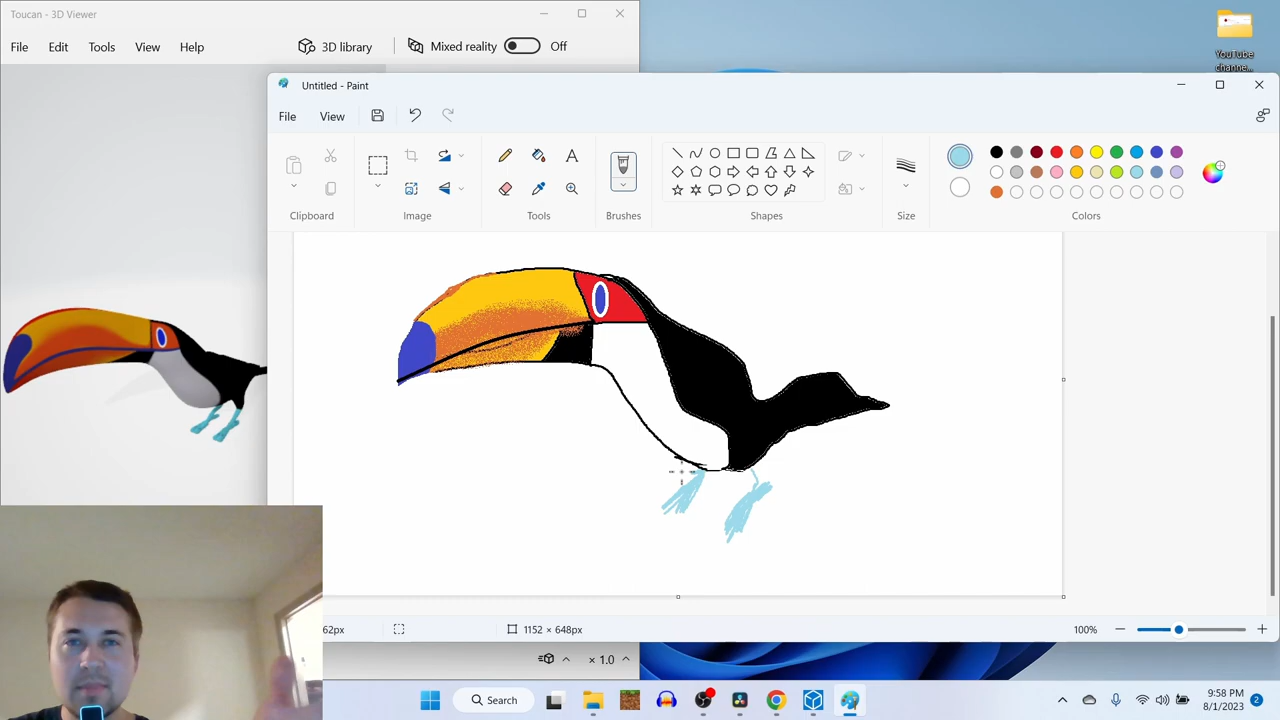 Toucan - 3D Viewer
File Edit Tools View Help
3D library
Mixed reality Off
YouTube
channe...
Untitled - Paint
File View
Clipboard
Image
Tools
Brushes
Shapes
Size
Colors
62px
1152 × 648px
100%
× 1.0
Search
9:58 PM
8/1/2023
2